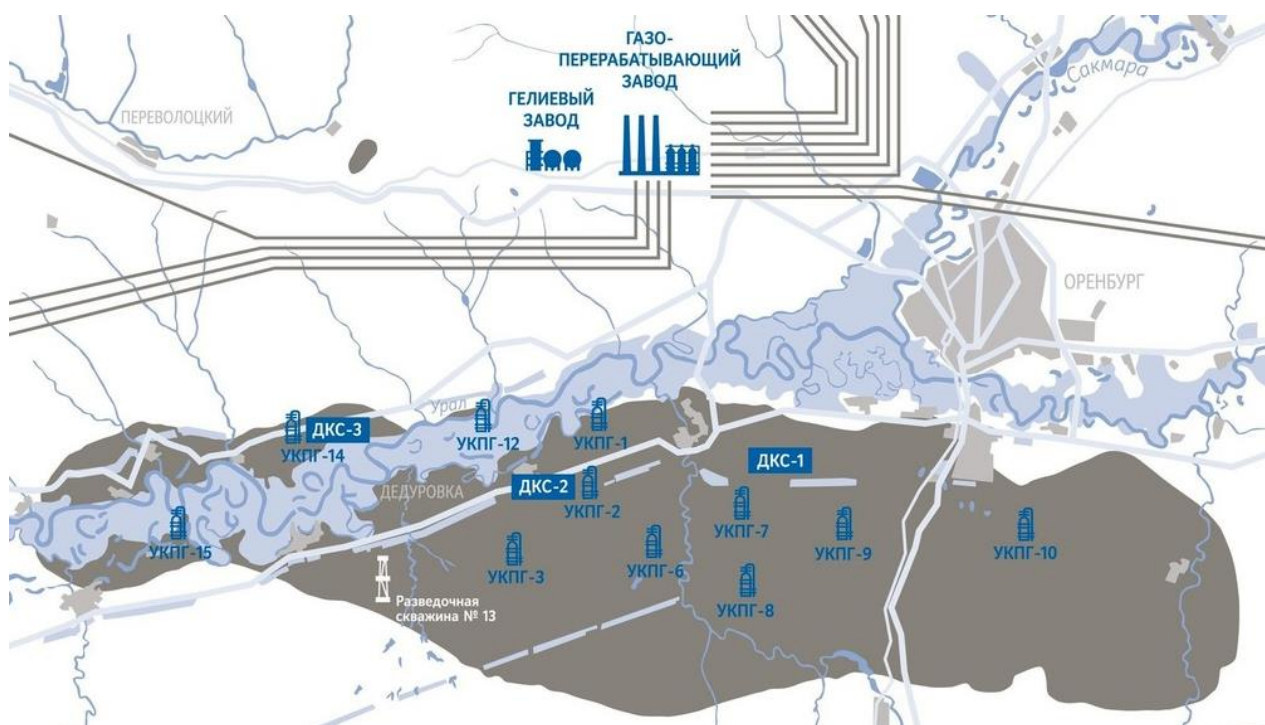 ГАЗО-
ПЕРЕРАБАТЫВАЮЩИЙ
ЗАВОД
ГЕЛИЕВЫЙ
ЗАВОД
ПЕРЕВОЛОЦКИЙ
Сакмара
ОРЕНБУРГ
Урал
ДКС-3
УКПГ-14
УКПГ-12
УКПГ-1
ДКС-1
ДКС-2
ДЕДУРОВКА
УКПГ-2
УКПГ-7
УКПГ-9
УКПГ-10
УКПГ-15
УКПГ-3
УКПГ-6
УКПГ-8
Разведочная
скважина № 13